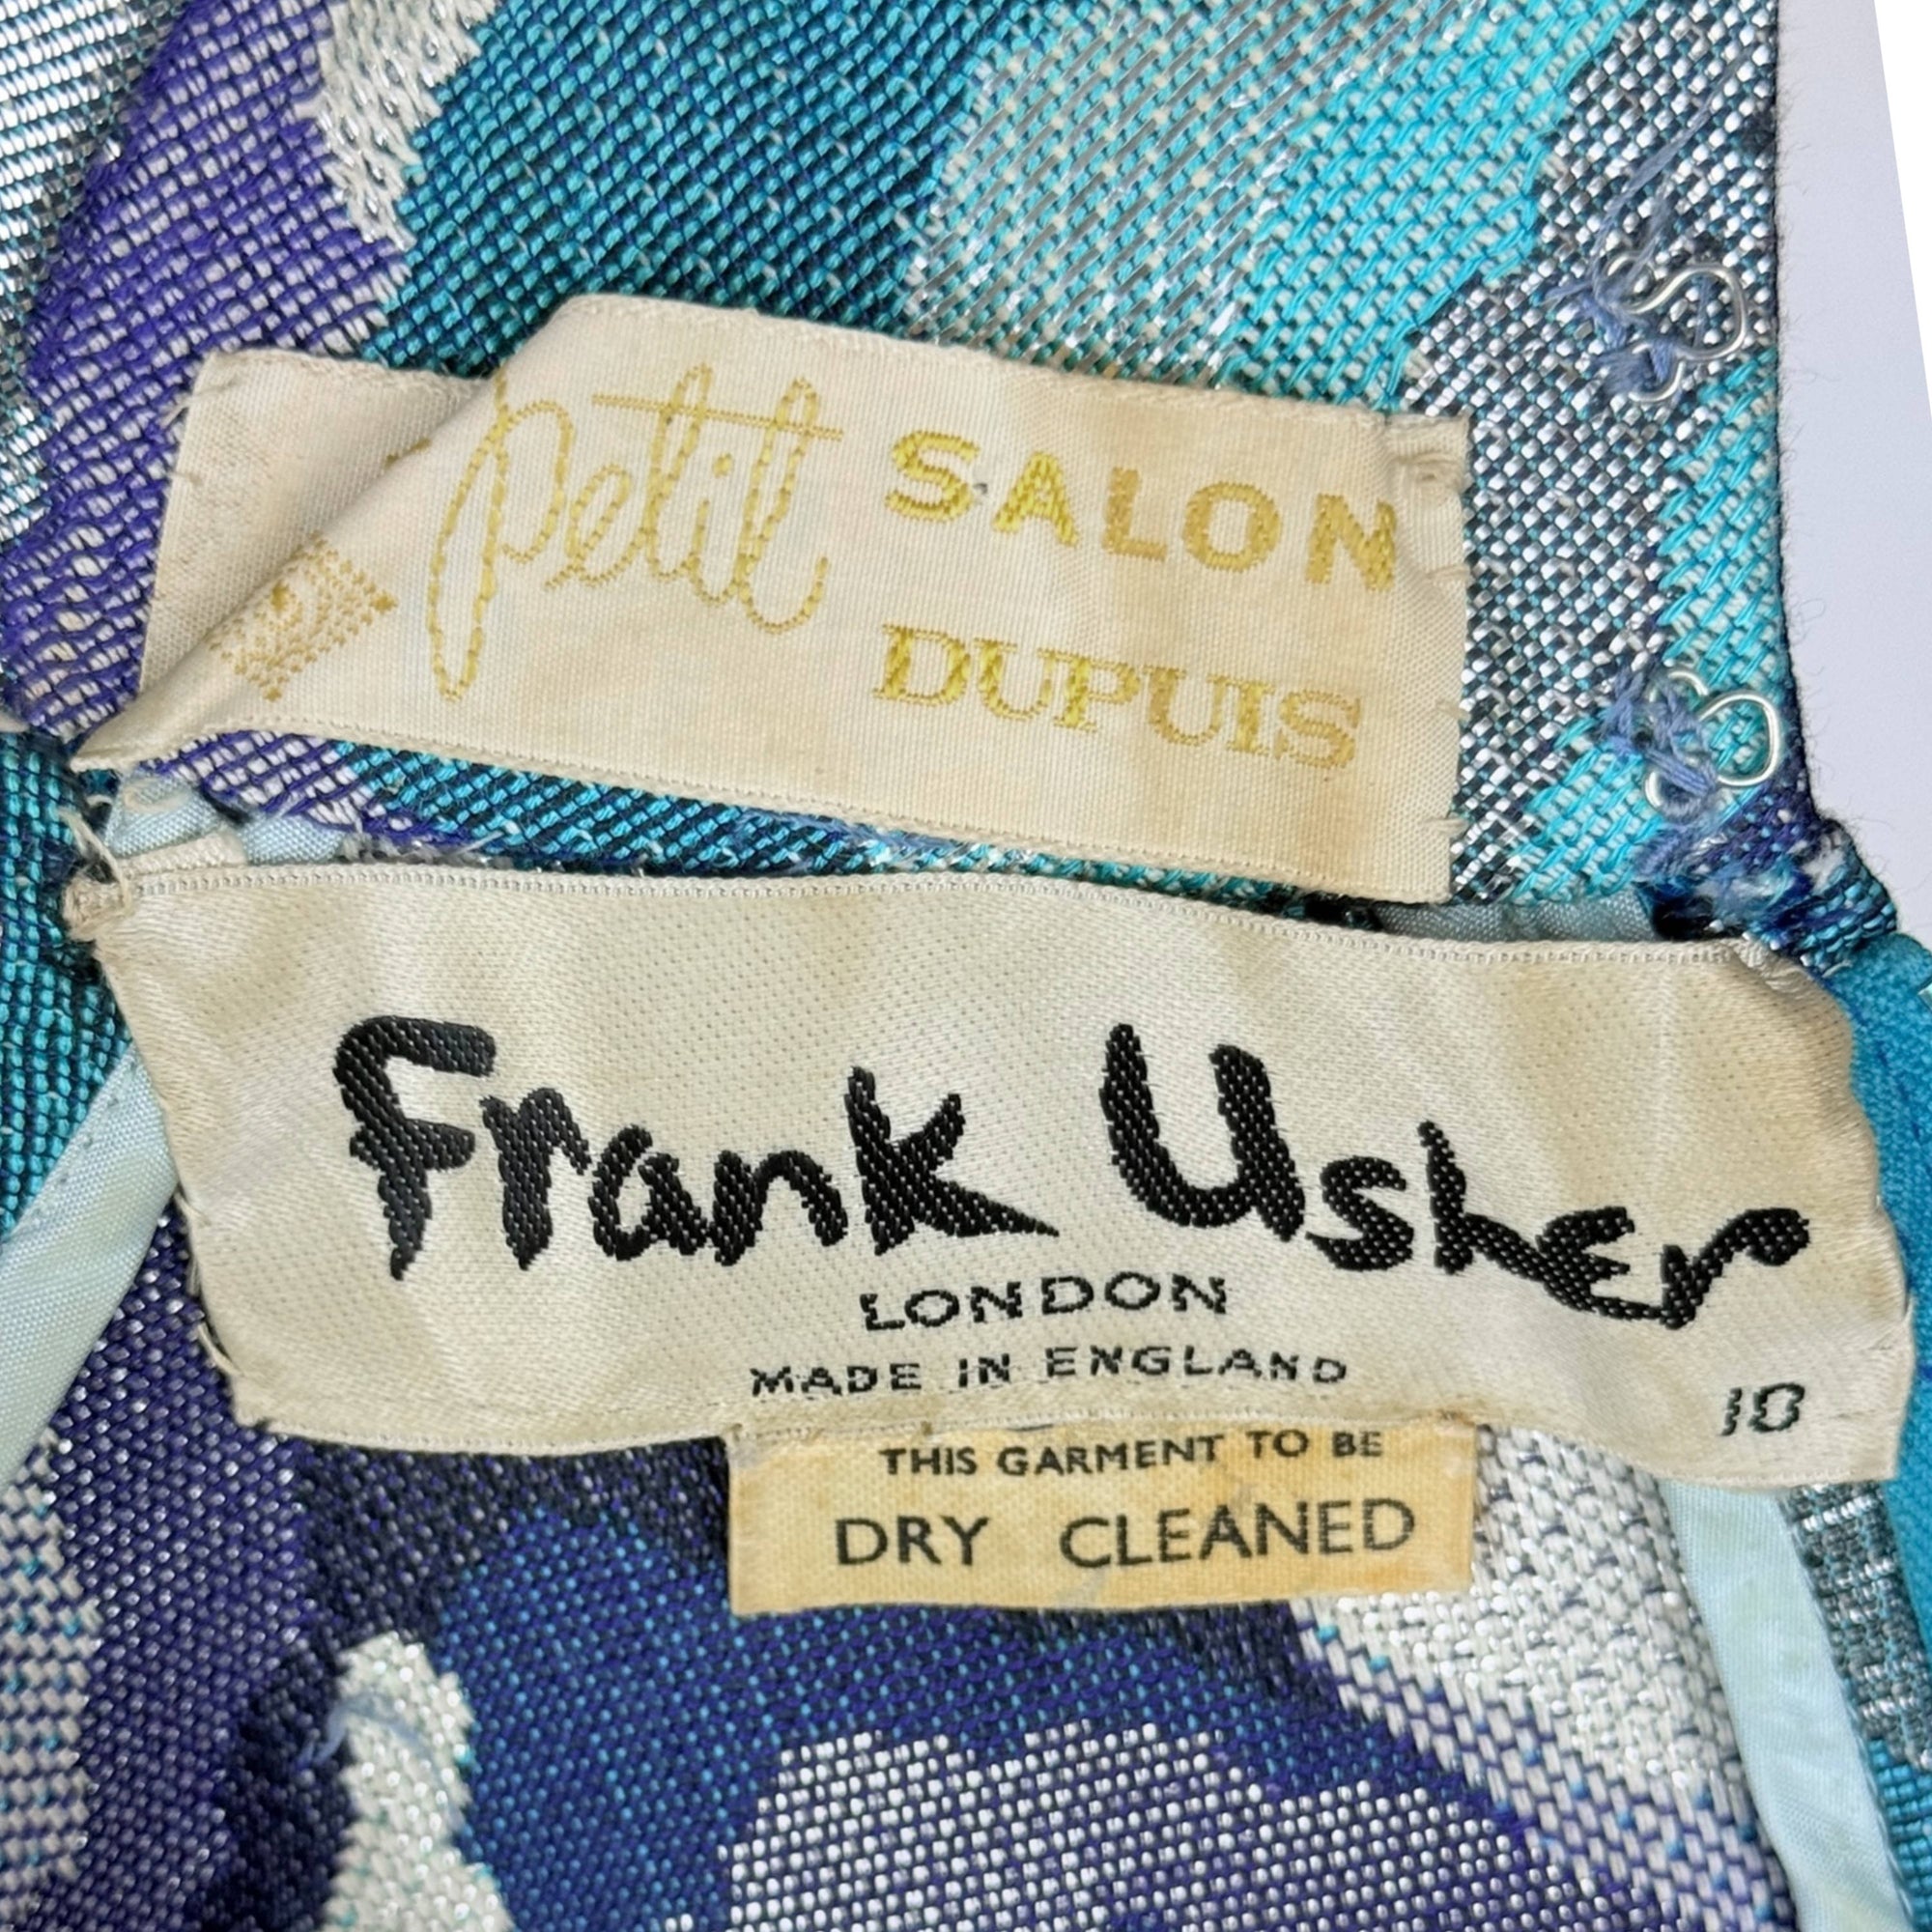 petit SALON
DUPUIS
Frank Usher
LONDON
MADE IN ENGLAND
10
THIS GARMENT TO BE
DRY CLEANED